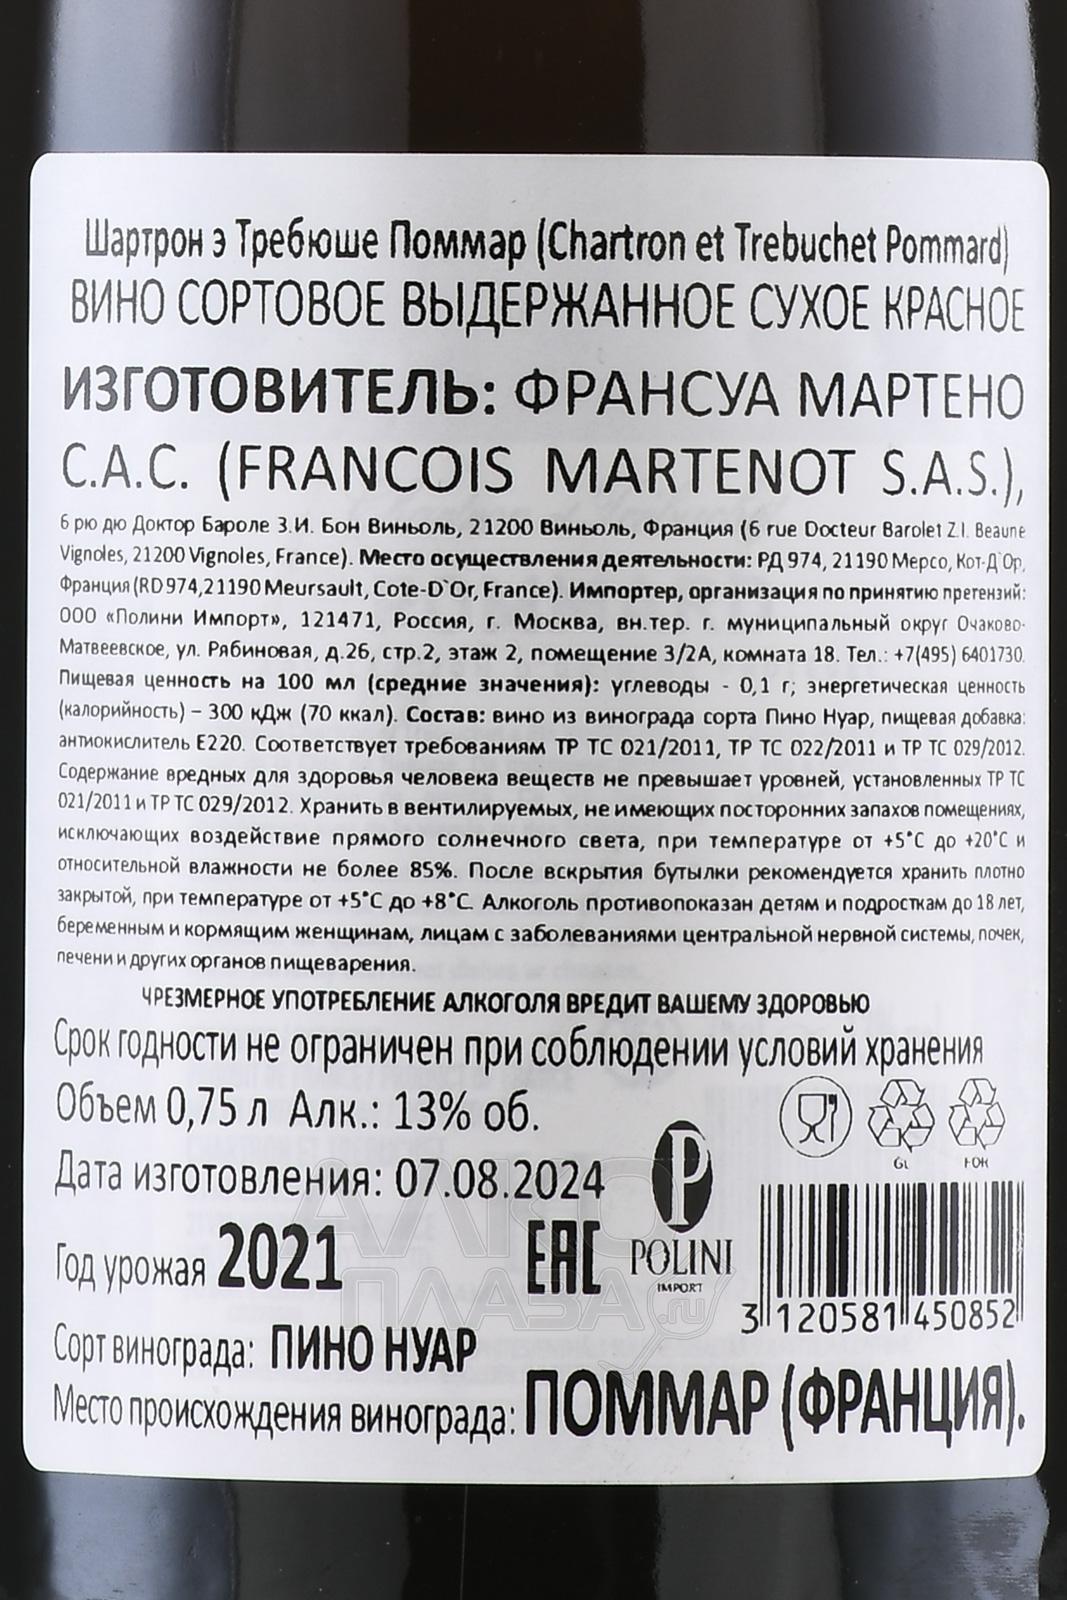 Шартрон э Требюше Поммар (Chartron et Trebuchet Pommard)
ВИНО СОРТОВОЕ ВЫДЕРЖАННОЕ СУХОЕ КРАСНОЕ
ИЗГОТОВИТЕЛЬ: ФРАНСУА МАРТЕНО
С.А.С. (FRANCOIS MARTENOT S.A.S.),
6 рю дю Доктор Бароле З.И. Бон Виньоль, 21200 Виньоль, Франция (6 rue Docteur Barolet Z.I. Beaune
Vignoles, 21200 Vignoles, France). Место осуществления деятельности: РД 974, 21190 Мерсо, Кот-Д`Ор,
Франция (RD 974,21190 Meursault, Cote-D`Or, France). Импортер, организация по принятию претензий:
ООО «Полини Импорт», 121471, Россия, г. Москва, вн.тер. г. муниципальный округ Очаково-
Матвеевское, ул. Рябиновая, д.26, стр.2, этаж 2, помещение 3/2А, комната 18. Тел.: +7(495) 6401730.
Пищевая ценность на 100 мл (средние значения): углеводы - 0,1 г; энергетическая ценность
(калорийность) – 300 кДж (70 ккал). Состав: вино из винограда сорта Пино Нуар, пищевая добавка:
антиокислитель Е220. Соответствует требованиям ТР ТС 021/2011, ТР ТС 022/2011 и ТР ТС 029/2012.
Содержание вредных для здоровья человека веществ не превышает уровней, установленных ТР ТС
021/2011 и ТР ТС 029/2012. Хранить в вентилируемых, не имеющих посторонних запахов помещениях,
исключающих воздействие прямого солнечного света, при температуре от +5˚С до +20˚С и
относительной влажности не более 85%. После вскрытия бутылки рекомендуется хранить плотно
закрытой, при температуре от +5˚С до +8˚С. Алкоголь противопоказан детям и подросткам до 18 лет,
беременным и кормящим женщинам, лицам с заболеваниями центральной нервной системы, почек,
печени и других органов пищеварения.
ЧРЕЗМЕРНОЕ УПОТРЕБЛЕНИЕ АЛКОГОЛЯ ВРЕДИТ ВАШЕМУ ЗДОРОВЬЮ
Срок годности не ограничен при соблюдении условий хранения
Объем 0,75 л Алк.: 13% об.
GL FOR
Дата изготовления: 07.08.2024
P
Год урожая 2021
EAC
POLINI
IMPORT
АЛКО
ПЛАЗА.ru
3 120581 450852
Сорт винограда: ПИНО НУАР
Место происхождения винограда: ПОММАР (ФРАНЦИЯ).